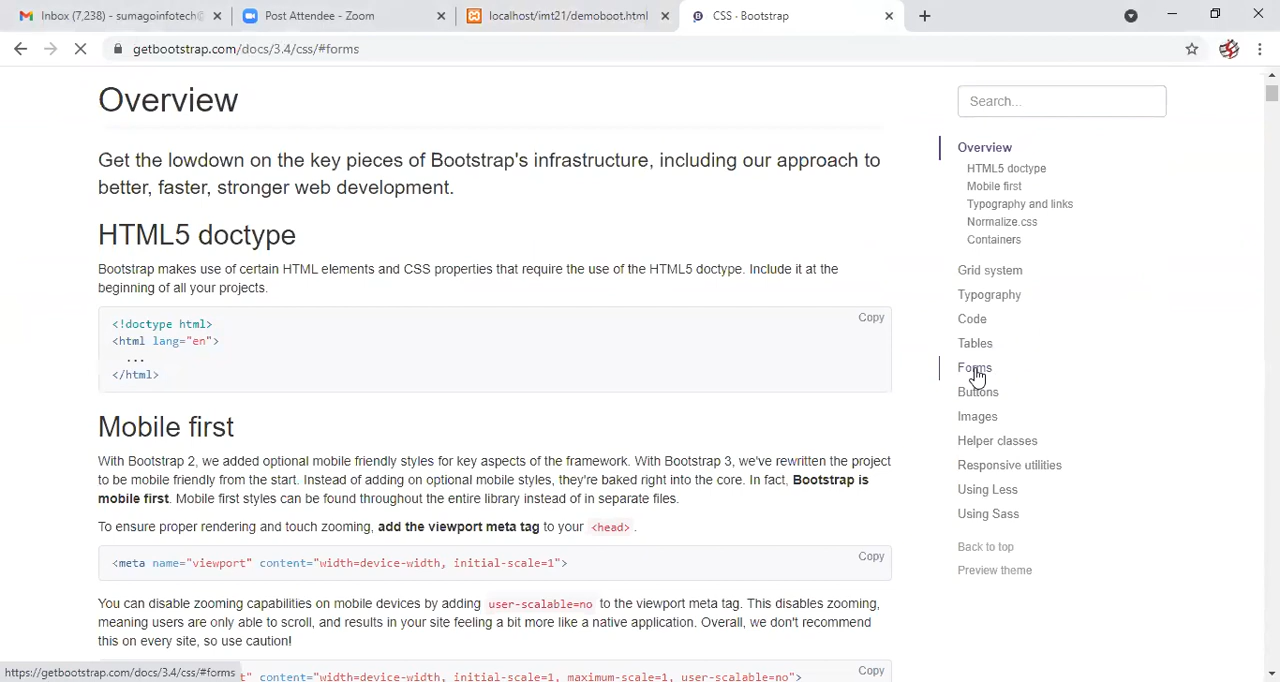 Inbox (7,238) - sumagoinfotech@
Post Attendee - Zoom
localhost/imt21/demoboot.html
CSS · Bootstrap
getbootstrap.com/docs/3.4/css/#forms
Overview
Get the lowdown on the key pieces of Bootstrap's infrastructure, including our approach to
better, faster, stronger web development.
HTML5 doctype
Bootstrap makes use of certain HTML elements and CSS properties that require the use of the HTML5 doctype. Include it at the
beginning of all your projects.
Copy
<!doctype html>
<html lang="en">
...
</html>
Mobile first
With Bootstrap 2, we added optional mobile friendly styles for key aspects of the framework. With Bootstrap 3, we've rewritten the project
to be mobile friendly from the start. Instead of adding on optional mobile styles, they're baked right into the core. In fact, Bootstrap is
mobile first. Mobile first styles can be found throughout the entire library instead of in separate files.
To ensure proper rendering and touch zooming, add the viewport meta tag to your <head>.
Copy
<meta name="viewport" content="width=device-width, initial-scale=1">
You can disable zooming capabilities on mobile devices by adding user-scalable=no to the viewport meta tag. This disables zooming,
meaning users are only able to scroll, and results in your site feeling a bit more like a native application. Overall, we don't recommend
this on every site, so use caution!
Copy
t" content="width=device-width, initial-scale=1, maximum-scale=1, user-scalable=no">
Search...
Overview
HTML5 doctype
Mobile first
Typography and links
Normalize.css
Containers
Grid system
Typography
Code
Tables
Forms
Buttons
Images
Helper classes
Responsive utilities
Using Less
Using Sass
Back to top
Preview theme
https://getbootstrap.com/docs/3.4/css/#forms